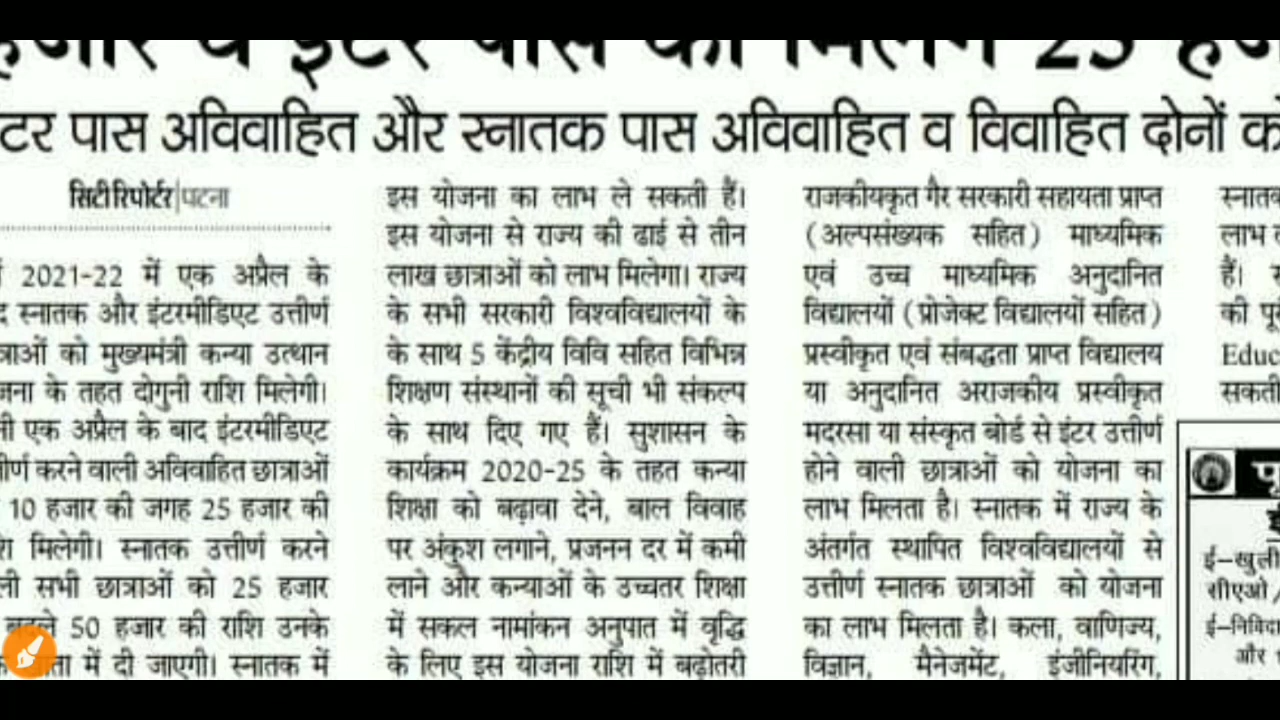 इंटर पास को मिलेंगे 25
पास अविवाहित और स्नातक पास अविवाहित व विवाहित दोनों
सिटी रिपोर्टर|पटना
2021-22 में एक अप्रैल के
स्नातक और इंटरमीडिएट उत्तीर्ण
को मुख्यमंत्री कन्या उत्थान
के तहत दोगुनी राशि मिलेगी।
एक अप्रैल के बाद इंटरमीडिएट
करने वाली अविवाहित छात्राओं
10 हजार की जगह 25 हजार की
मिलेगी। स्नातक उत्तीर्ण करने
सभी छात्राओं को 25 हजार
50 हजार की राशि उनके
में दी जाएगी। स्नातक में
इस योजना का लाभ ले सकती हैं।
इस योजना से राज्य की ढाई से तीन
लाख छात्राओं को लाभ मिलेगा। राज्य
के सभी सरकारी विश्वविद्यालयों के
के साथ 5 केंद्रीय विवि सहित विभिन्न
शिक्षण संस्थानों की सूची भी संकल्प
के साथ दिए गए हैं। सुशासन के
कार्यक्रम 2020-25 के तहत कन्या
शिक्षा को बढ़ावा देने, बाल विवाह
पर अंकुश लगाने, प्रजनन दर में कमी
लाने और कन्याओं के उच्चतर शिक्षा
में सकल नामांकन अनुपात में वृद्धि
के लिए इस योजना राशि में बढ़ोतरी
राजकीयकृत गैर सरकारी सहायता प्राप्त
(अल्पसंख्यक सहित) माध्यमिक
एवं उच्च माध्यमिक अनुदानित
विद्यालयों (प्रोजेक्ट विद्यालयों सहित)
प्रस्वीकृत एवं संबद्धता प्राप्त विद्यालय
या अनुदानित अराजकीय प्रस्वीकृत
मदरसा या संस्कृत बोर्ड से इंटर उत्तीर्ण
होने वाली छात्राओं को योजना का
लाभ मिलता है। स्नातक में राज्य के
अंतर्गत स्थापित विश्वविद्यालयों से
उत्तीर्ण स्नातक छात्राओं को योजना
का लाभ मिलता है। कला, वाणिज्य,
विज्ञान, मैनेजमेंट, इंजीनियरिंग,
स्नातक
लाभ
हैं।
की
Educ
सकती
ई-खुली
सीएओ/
ई-निविदा
और